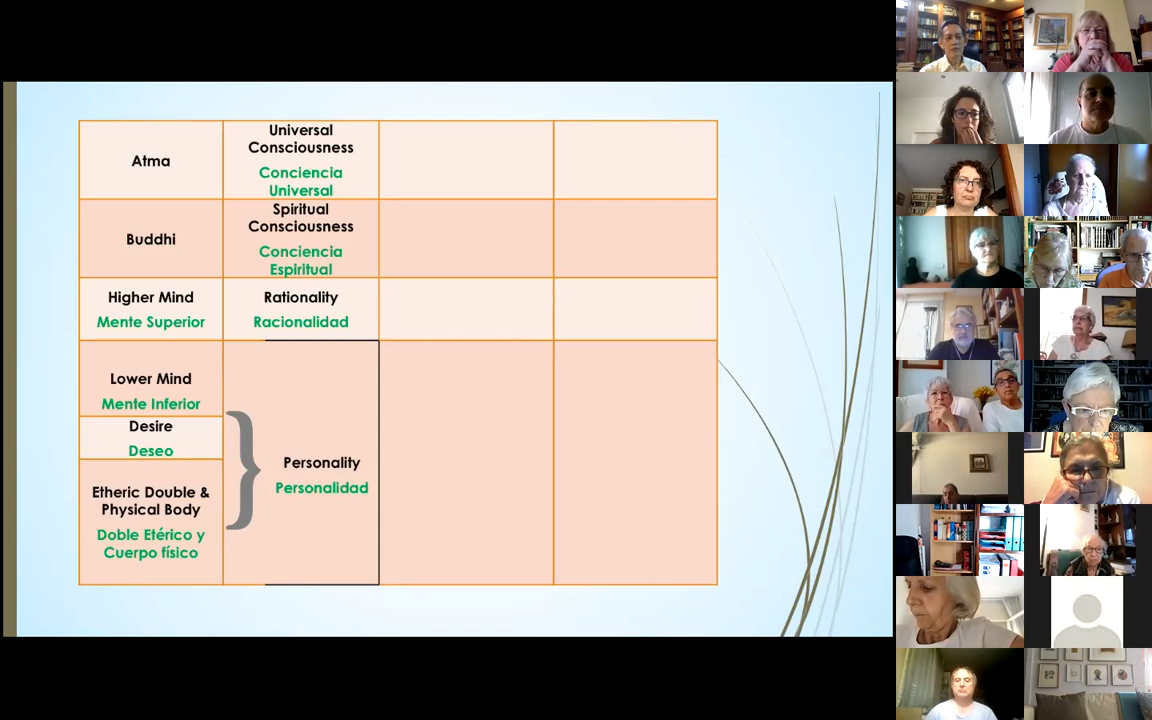 Atma
Universal
Consciousness
Conciencia
Universal
Buddhi
Spiritual
Consciousness
Conciencia
Espiritual
Higher Mind
Mente Superior
Rationality
Racionalidad
Lower Mind
Mente Inferior
Desire
Deseo
Etheric Double &
Physical Body
Doble Etérico y
Cuerpo físico
Personality
Personalidad